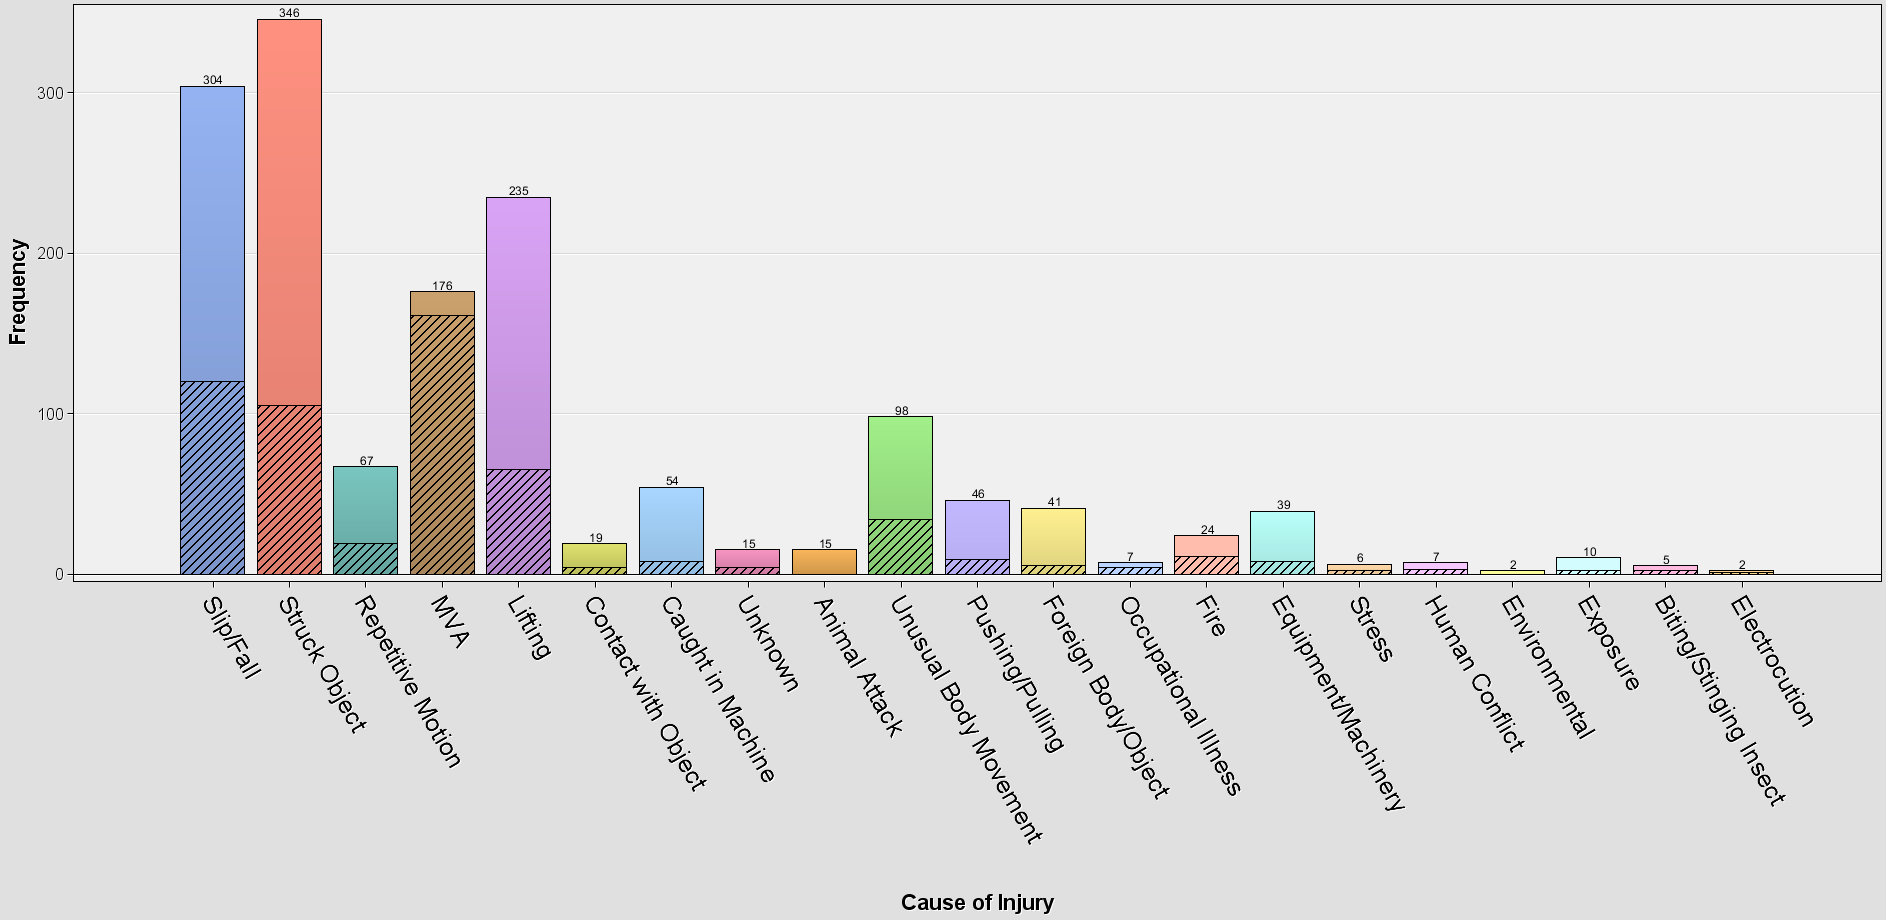 346
304
300
235
200
176
100
98
67
54
46
41
39
24
19
15
15
10
7
7
6
5
2
2
0
Frequency
Slip/Fall
Struck Object
Repetitive Motion
MVA
Lifting
Contact with Object
Caught in Machine
Unknown
Animal Attack
Unusual Body Movement
Pushing/Pulling
Foreign Body/Object
Occupational Illness
Fire
Equipment/Machinery
Stress
Human Conflict
Environmental
Exposure
Biting/Stinging Insect
Electrocution
Cause of Injury